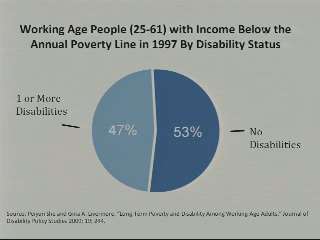 Working Age People (25-61) with Income Below the
Annual Poverty Line in 1997 By Disability Status
1 or More
Disabilities
47%
53%
No
Disabilities
Source: Peiyun She and Gina A. Livermore, "Long-Term Poverty and Disability Among Working-Age Adults," Journal of
Disability Policy Studies 2009; 19; 244.